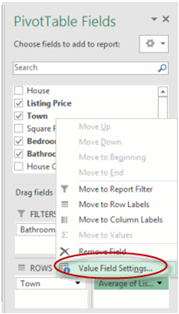 PivotTable Fields
Choose fields to add to report:
Search
House
Listing Price
Town
Square F
Bedroom
Bathroo
House C
Drag fields
FILTERS
Bathroom
ROWS
Town
Move Up
Move Down
Move to Beginning
Move to End
Move to Report Filter
Move to Row Labels
Move to Column Labels
Move to Values
Remove Field
Value Field Settings...
Average of Lis...